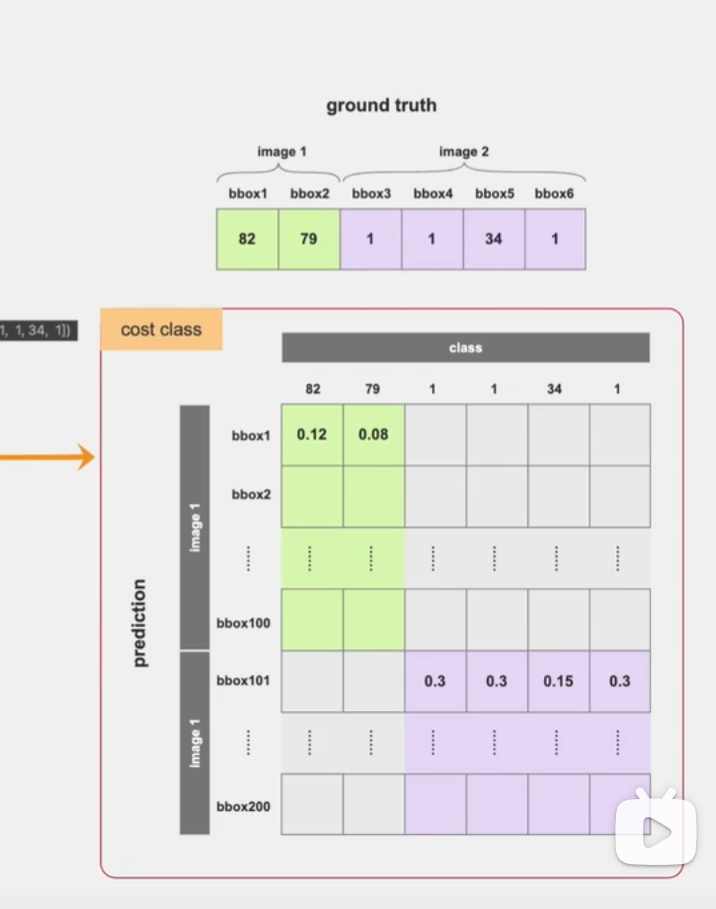 ground truth
image 1 image 2
bbox1 bbox2 bbox3 bbox4 bbox5 bbox6
82 79 1 1 34 1
1, 1, 34, 1])
cost class
class
82 79 1 1 34 1
bbox1 0.12 0.08
bbox2
image 1
bbox100
prediction
bbox101 0.3 0.3 0.15 0.3
image 1
bbox200